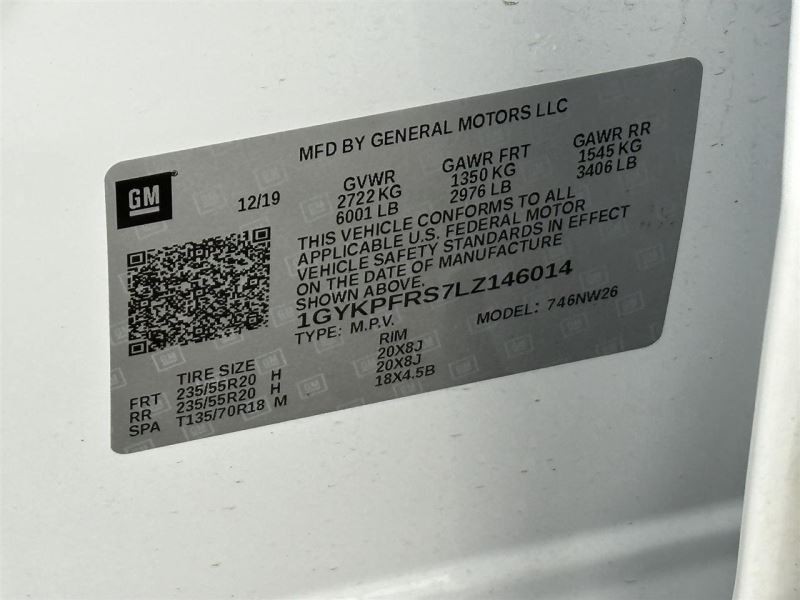 MFD BY GENERAL MOTORS LLC
GM
12/19
GVWR
2722 KG
6001 LB
GAWR FRT
1350 KG
2976 LB
GAWR RR
1545 KG
3406 LB
THIS VEHICLE CONFORMS TO ALL
APPLICABLE U.S. FEDERAL MOTOR
VEHICLE SAFETY STANDARDS IN EFFECT
ON THE DATE OF MANUFACTURE
SHOWN ABOVE.
1GYKPFRS7LZ146014
TYPE: M.P.V.
MODEL: 746NW26
TIRE SIZE RIM
FRT 235/55R20 H 20X8J
RR 235/55R20 H 20X8J
SPA T135/70R18 M 18X4.5B